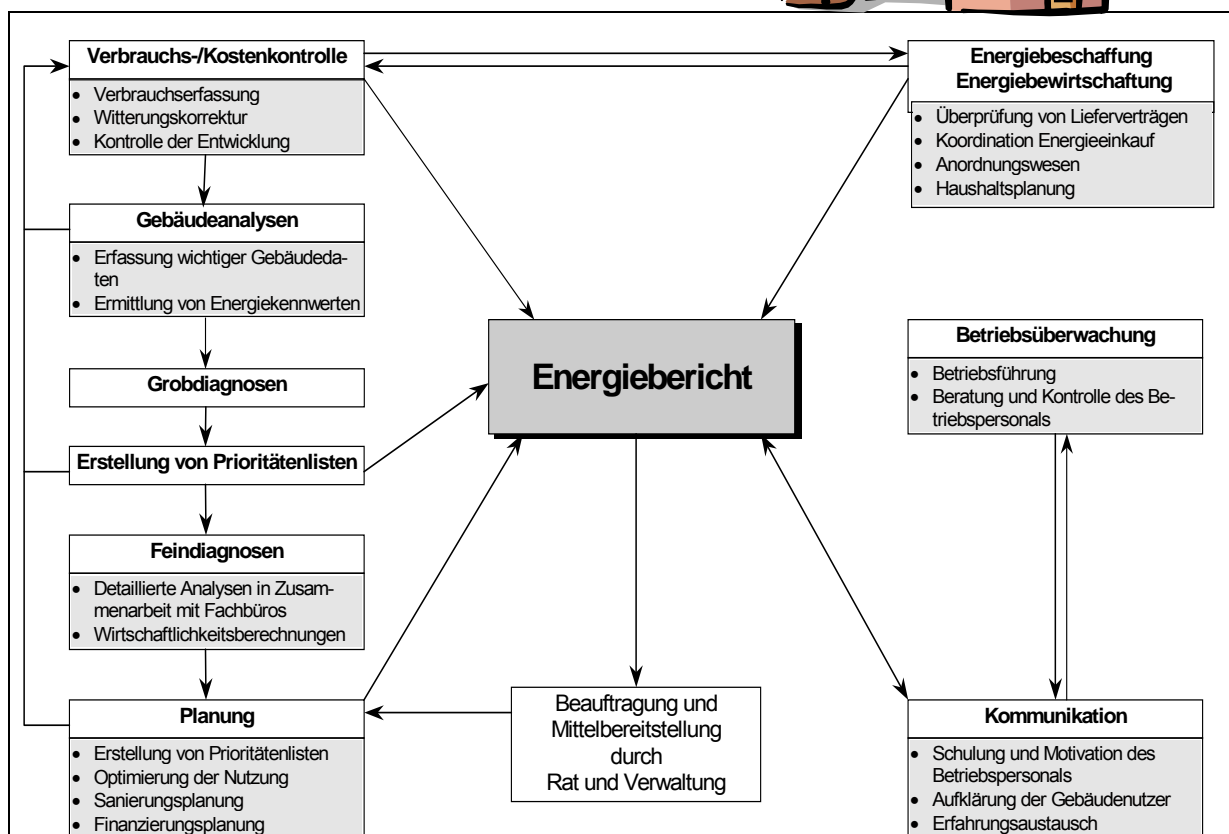 Verbrauchs-/Kostenkontrolle
• Verbrauchserfassung
• Witterungskorrektur
• Kontrolle der Entwicklung
Energiebeschaffung
Energiebewirtschaftung
• Überprüfung von Lieferverträgen
• Koordination Energieeinkauf
• Anordnungswesen
• Haushaltsplanung
Gebäudeanalysen
• Erfassung wichtiger Gebäudeda-
ten
• Ermittlung von Energiekennwerten
Energiebericht
Betriebsüberwachung
• Betriebsführung
• Beratung und Kontrolle des Be-
triebspersonals
Grobdiagnosen
Erstellung von Prioritätenlisten
Feindiagnosen
• Detaillierte Analysen in Zusam-
menarbeit mit Fachbüros
• Wirtschaftlichkeitsberechnungen
Planung
• Erstellung von Prioritätenlisten
• Optimierung der Nutzung
• Sanierungsplanung
• Finanzierungsplanung
Beauftragung und
Mittelbereitstellung
durch
Rat und Verwaltung
Kommunikation
• Schulung und Motivation des
Betriebspersonals
• Aufklärung der Gebäudenutzer
• Erfahrungsaustausch